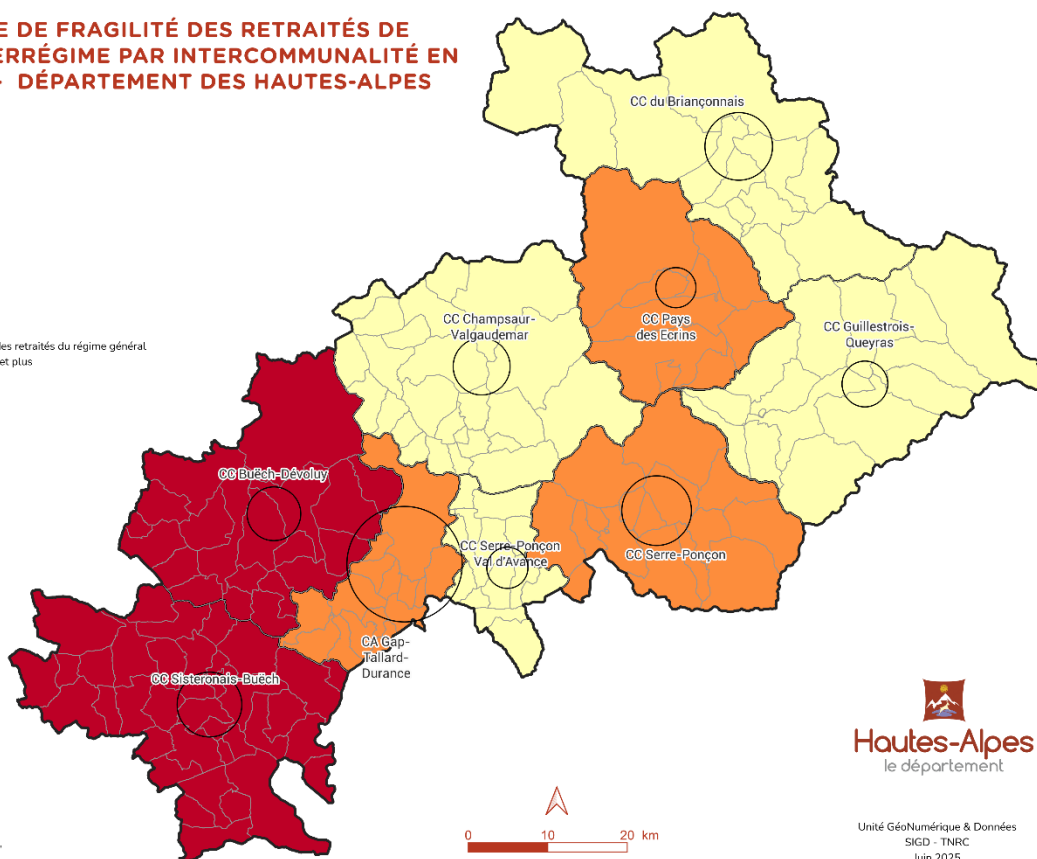 E DE FRAGILITÉ DES RETRAITÉS DE
ERRÉGIME PAR INTERCOMMUNALITÉ EN
DÉPARTEMENT DES HAUTES-ALPES
CC du Briançonnais
CC Champsaur-
Valgaudemar
CC Pays
des Ecrins
CC Guillestrois-
Queyras
des retraités du régime général
et plus
CC Buëch-Dévoluy
CC Serre-Ponçon
Val d'Avance
CC Serre-Ponçon
CA Gap-
Tallard-
Durance
CC Sisteronais-Buëch
Hautes-Alpes
le département
0 10 20 km
Unité GéoNumérique & Données
SIGD - TNRC
Juin 2025